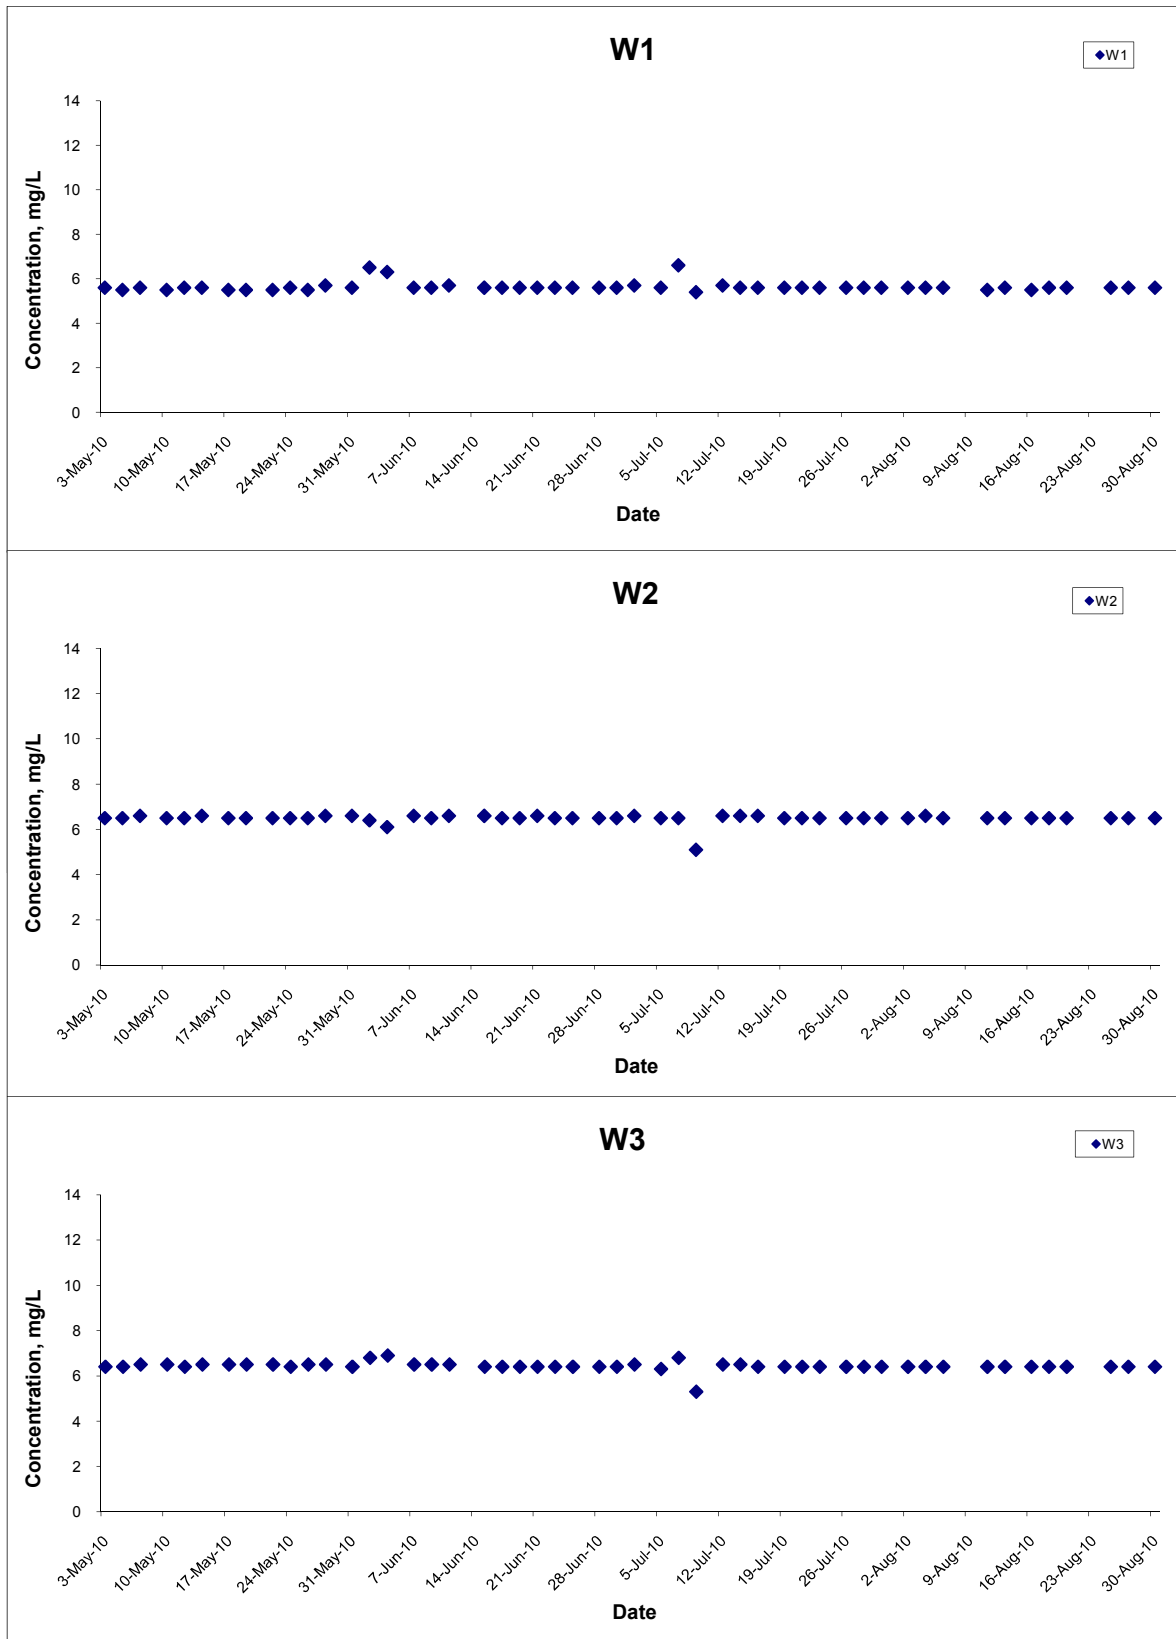 W1
W1
14
12
10
8
6
4
2
0
Concentration, mg/L
3-May-10 10-May-10 17-May-10 24-May-10 31-May-10 7-Jun-10 14-Jun-10 21-Jun-10 28-Jun-10 5-Jul-10 12-Jul-10 19-Jul-10 26-Jul-10 2-Aug-10 9-Aug-10 16-Aug-10 23-Aug-10 30-Aug-10
Date
W2
W2
14
12
10
8
6
4
2
0
Concentration, mg/L
3-May-10 10-May-10 17-May-10 24-May-10 31-May-10 7-Jun-10 14-Jun-10 21-Jun-10 28-Jun-10 5-Jul-10 12-Jul-10 19-Jul-10 26-Jul-10 2-Aug-10 9-Aug-10 16-Aug-10 23-Aug-10 30-Aug-10
Date
W3
W3
14
12
10
8
6
4
2
0
Concentration, mg/L
3-May-10 10-May-10 17-May-10 24-May-10 31-May-10 7-Jun-10 14-Jun-10 21-Jun-10 28-Jun-10 5-Jul-10 12-Jul-10 19-Jul-10 26-Jul-10 2-Aug-10 9-Aug-10 16-Aug-10 23-Aug-10 30-Aug-10
Date